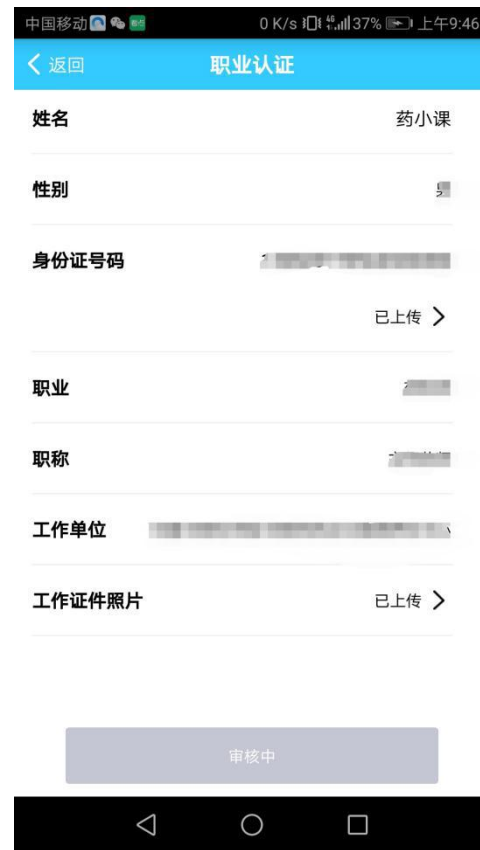 中国移动 0 K/s 46 37% 上午9:46
返回 职业认证
姓名 药小课
性别
身份证号码
已上传
职业
职称
工作单位
工作证件照片 已上传
审核中